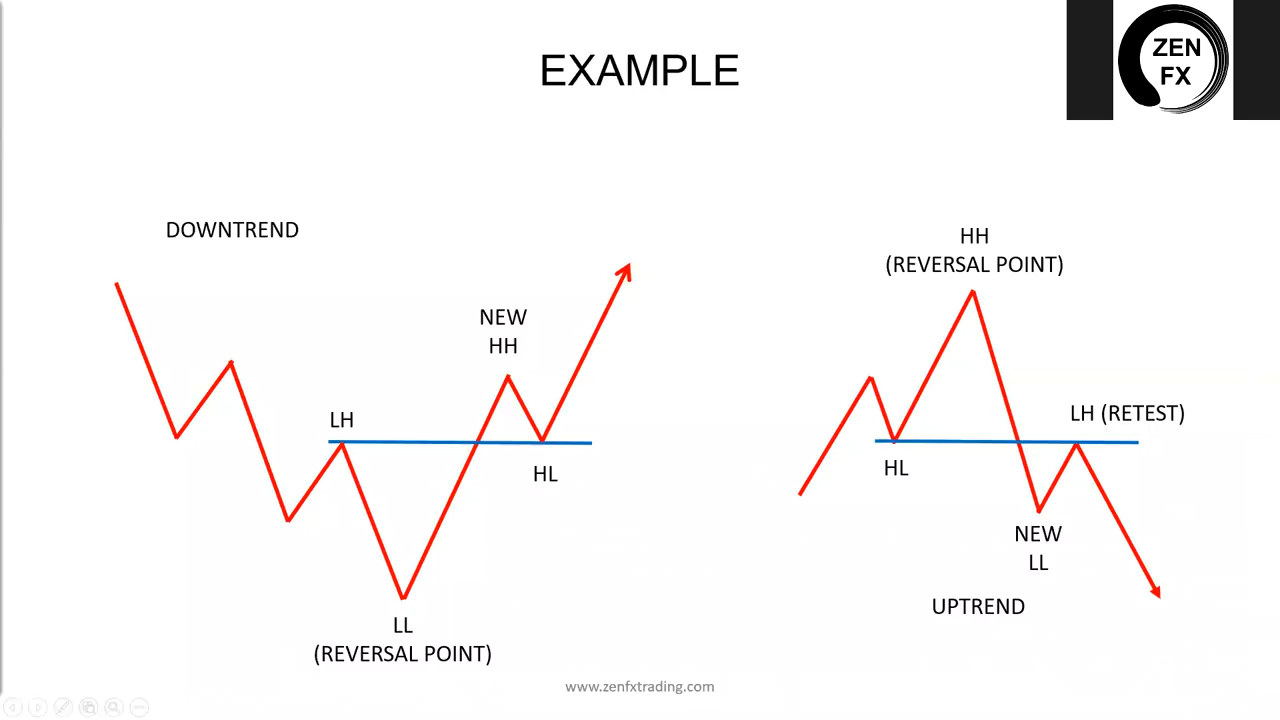 EXAMPLE
ZEN
FX
DOWNTREND
NEW
HH
LH
HL
LL
(REVERSAL POINT)
HH
(REVERSAL POINT)
LH (RETEST)
HL
NEW
LL
UPTREND
www.zenfxtrading.com